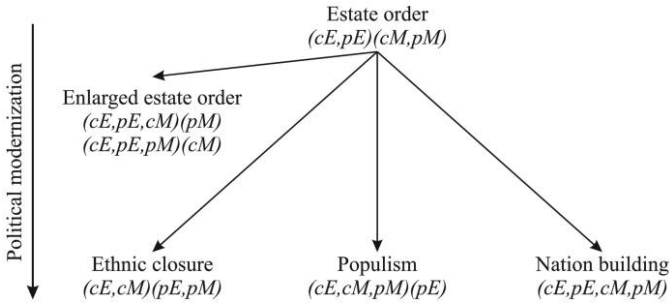 Estate order
(cE,pE)(cM,pM)
Political modernization
Enlarged estate order
(cE,pE,cM)(pM)
(cE,pE,pM)(cM)
Ethnic closure
(cE,cM)(pE,pM)
Populism
(cE,cM,pM)(pE)
Nation building
(cE,pE,cM,pM)